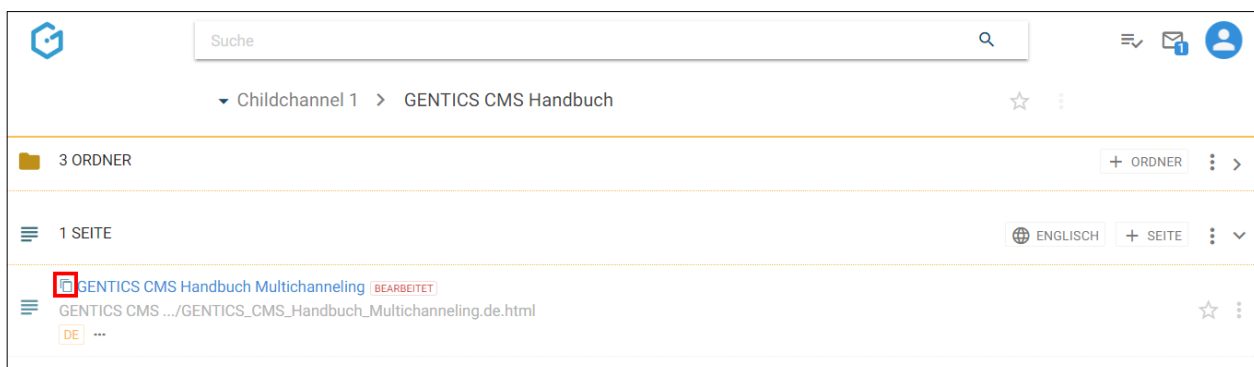 Suche
1
Childchannel 1 > GENTICS CMS Handbuch
3 ORDNER + ORDNER
1 SEITE ENGLISCH + SEITE
GENTICS CMS Handbuch Multichanneling BEARBEITET
GENTICS CMS .../GENTICS_CMS_Handbuch_Multichanneling.de.html
DE ...